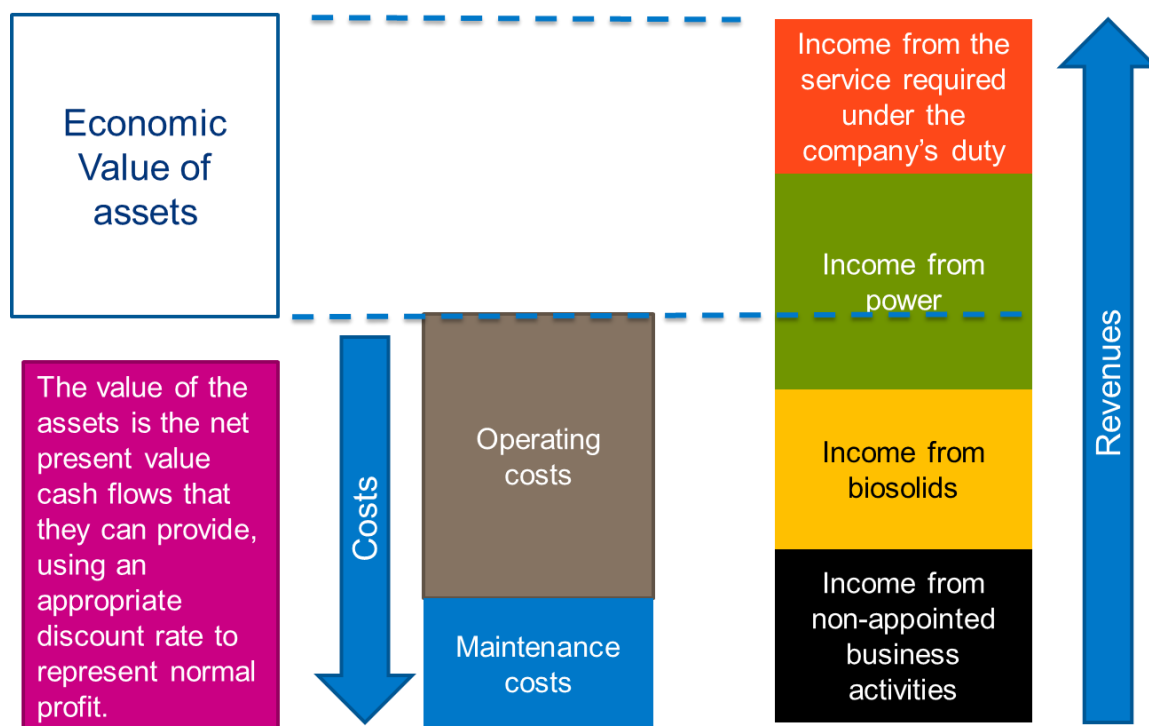 Economic
Value of
assets
The value of the
assets is the net
present value
cash flows that
they can provide,
using an
appropriate
discount rate to
represent normal
profit.
Costs
Operating
costs
Maintenance
costs
Income from the
service required
under the
company’s duty
Income from
power
Income from
biosolids
Income from
non-appointed
business
activities
Revenues